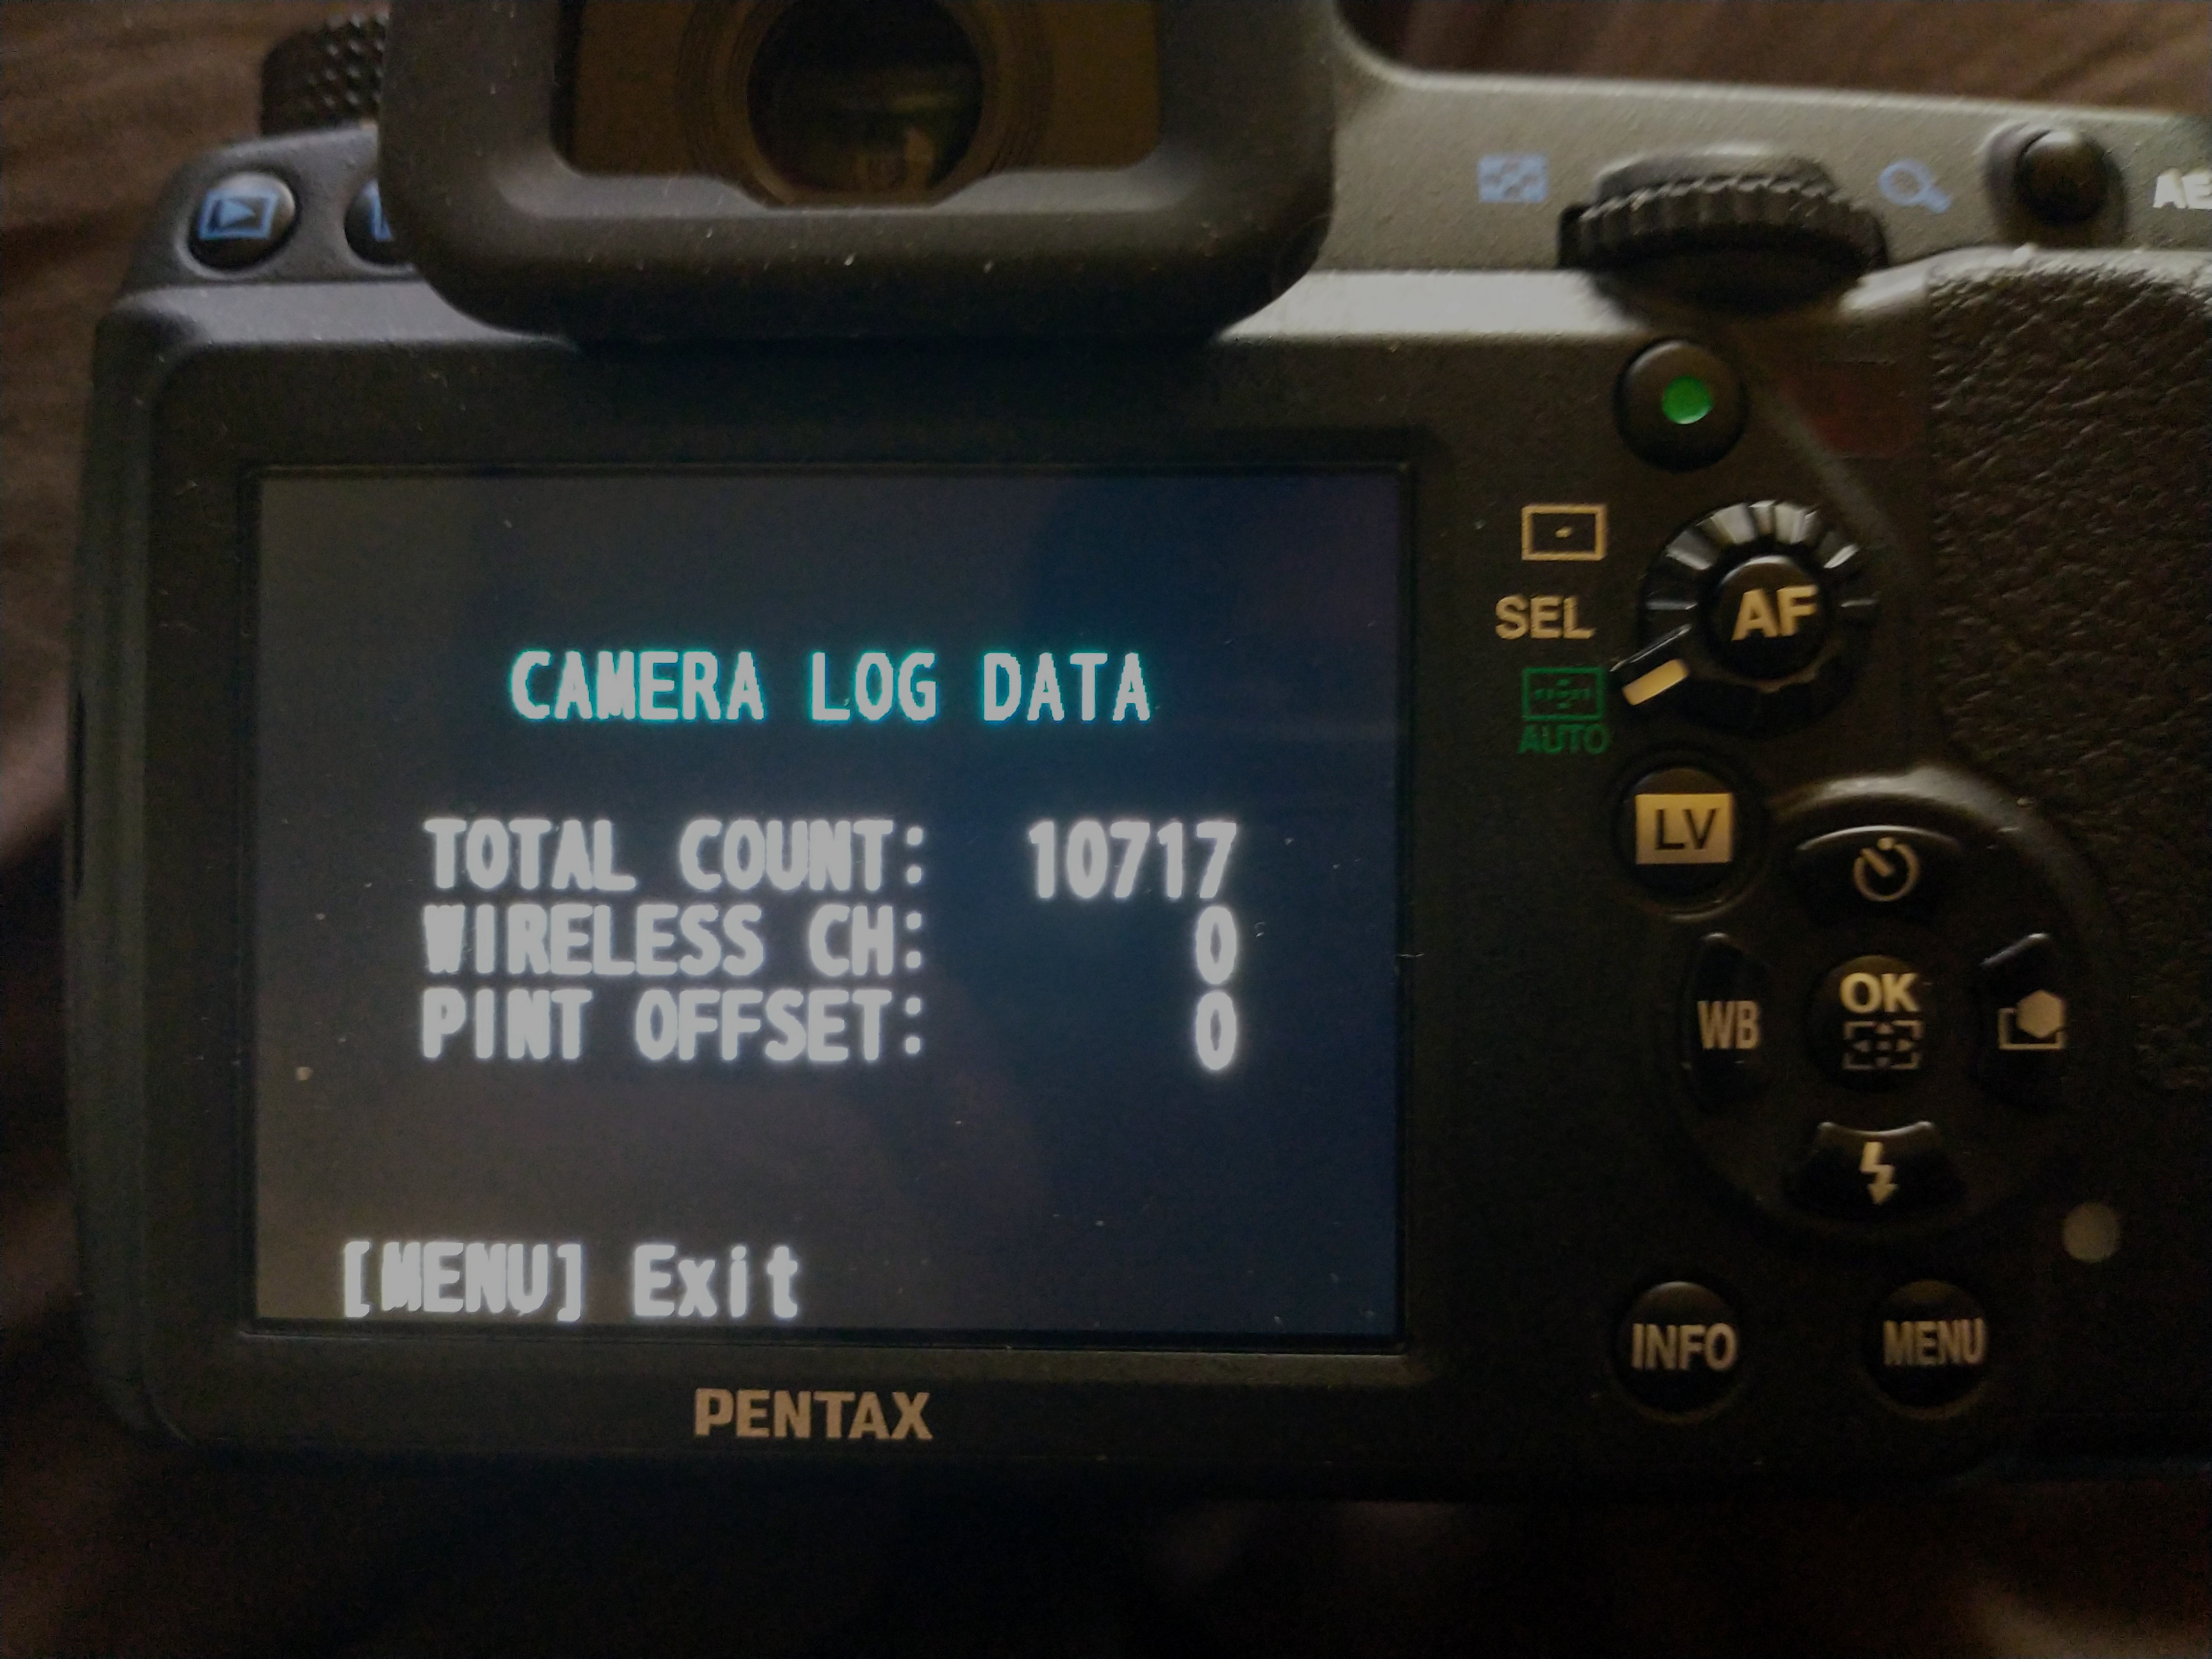 CAMERA LOG DATA
TOTAL COUNT: 10717
WIRELESS CH: 0
PINT OFFSET: 0
[MENU] Exit
PENTAX
AE
SEL
AF
AUTO
LV
WB
OK
INFO
MENU